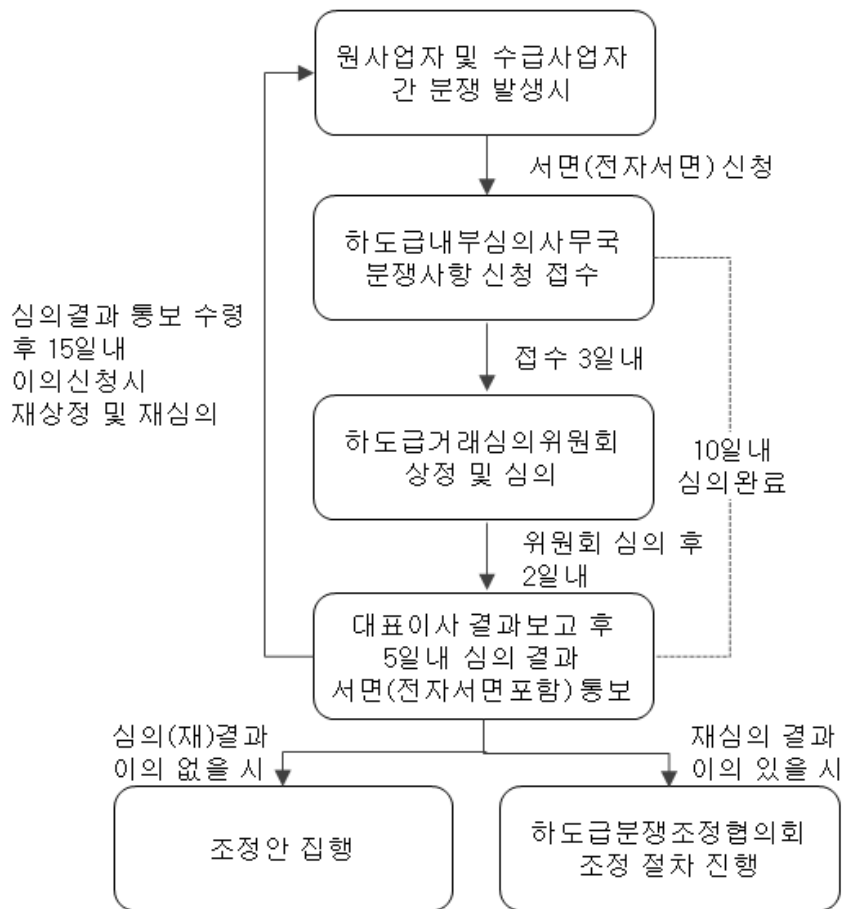 원사업자 및 수급사업자
간 분쟁 발생시
서면(전자서면) 신청
하도급내부심의사무국
분쟁사항 신청 접수
심의결과 통보 수령
후 15일내
이의신청시
재상정 및 재심의
접수 3일내
하도급거래심의위원회
상정 및 심의
10일내
심의완료
위원회 심의 후
2일내
대표이사 결과보고 후
5일내 심의 결과
서면(전자서면포함) 통보
심의(재)결과
이의 없을 시
재심의 결과
이의 있을 시
조정안 집행
하도급분쟁조정협의회
조정 절차 진행